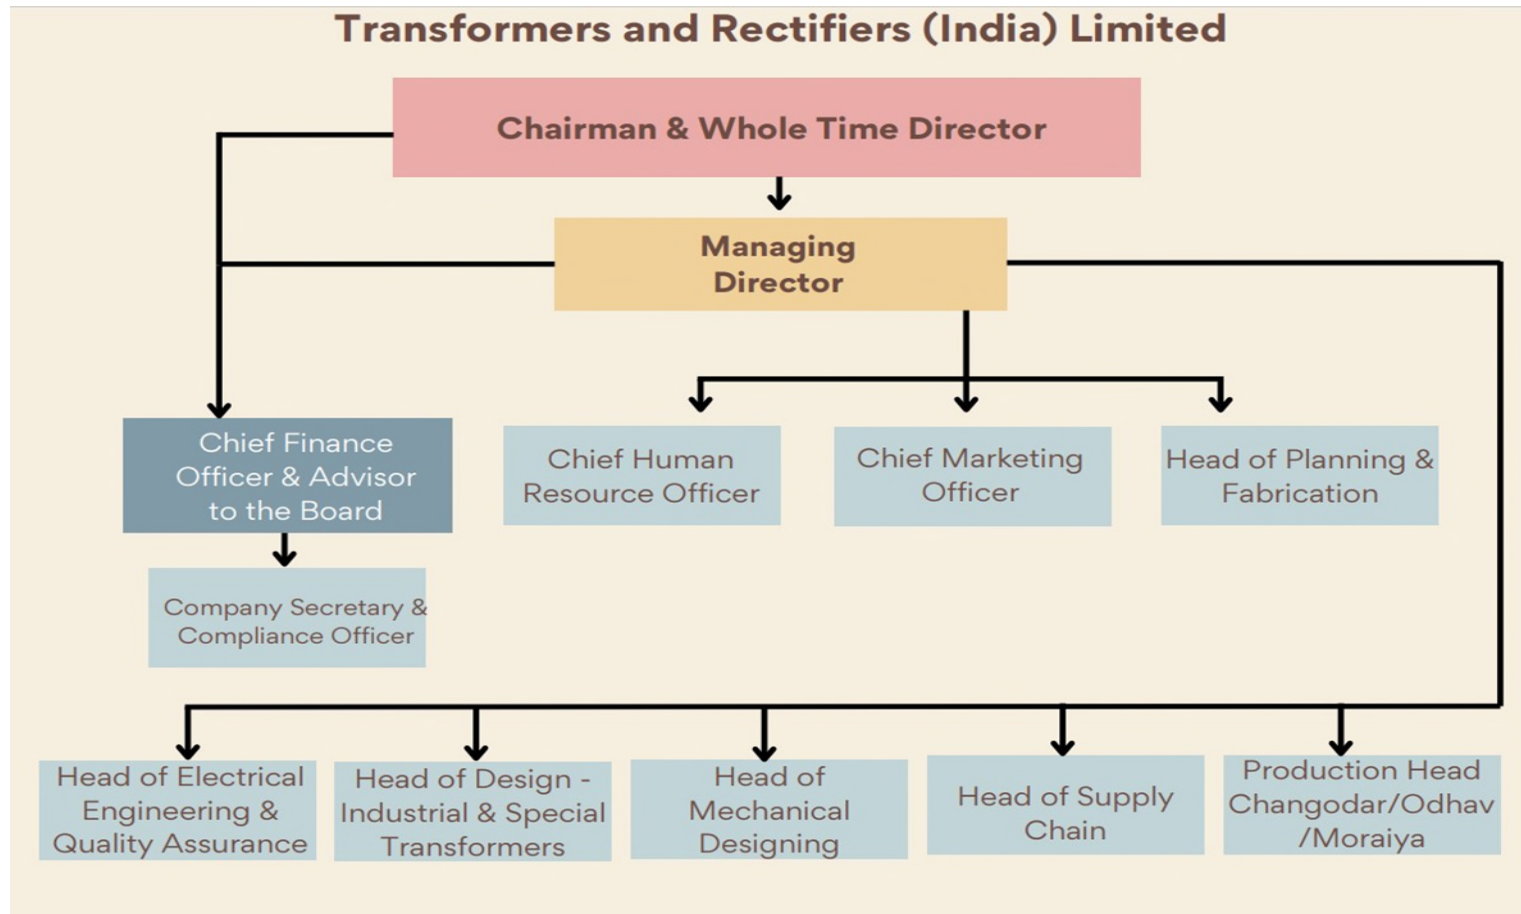 Transformers and Rectifiers (India) Limited
Chairman & Whole Time Director
Managing
Director
Chief Finance
Officer & Advisor
to the Board
Chief Human
Resource Officer
Chief Marketing
Officer
Head of Planning &
Fabrication
Company Secretary &
Compliance Officer
Head of Electrical
Engineering &
Quality Assurance
Head of Design -
Industrial & Special
Transformers
Head of
Mechanical
Designing
Head of Supply
Chain
Production Head
Changodar/Odhav
/Moraiya